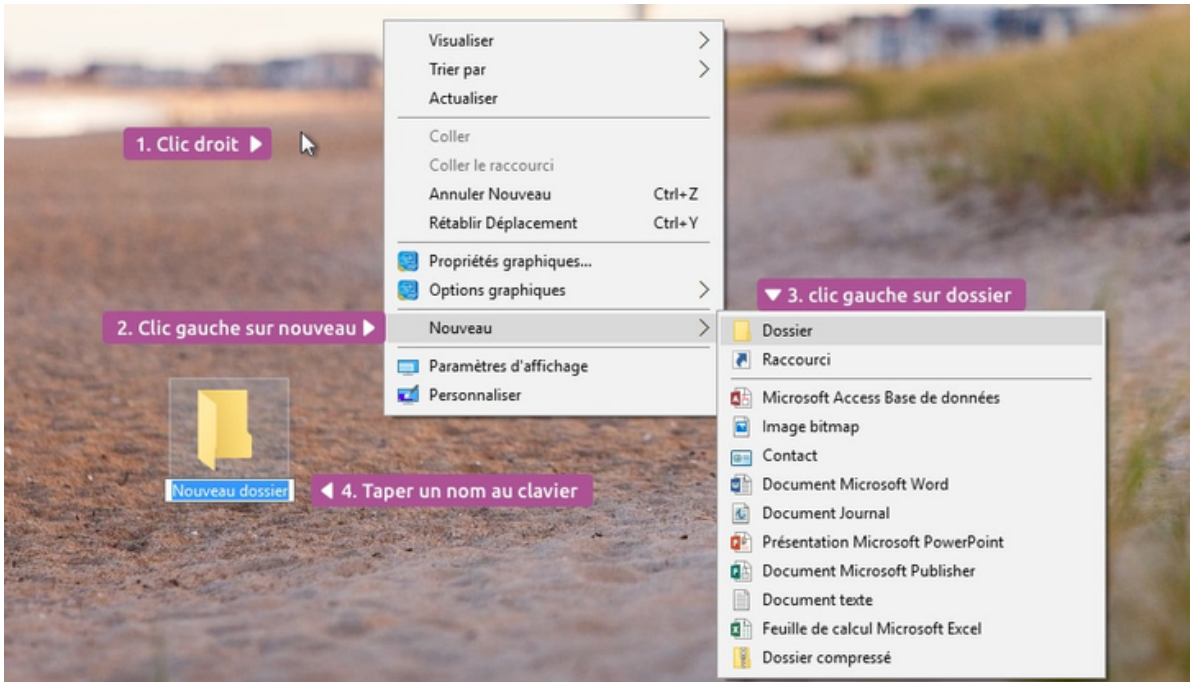 Visualiser
Trier par
Actualiser
1. Clic droit
Coller
Coller le raccourci
Annuler Nouveau Ctrl+Z
Rétablir Déplacement Ctrl+Y
Propriétés graphiques...
Options graphiques
2. Clic gauche sur nouveau
Nouveau
Paramètres d'affichage
Personnaliser
3. clic gauche sur dossier
Dossier
Raccourci
Microsoft Access Base de données
Image bitmap
Contact
Document Microsoft Word
Document Journal
Présentation Microsoft PowerPoint
Document Microsoft Publisher
Document texte
Feuille de calcul Microsoft Excel
Dossier compressé
Nouveau dossier
4. Taper un nom au clavier